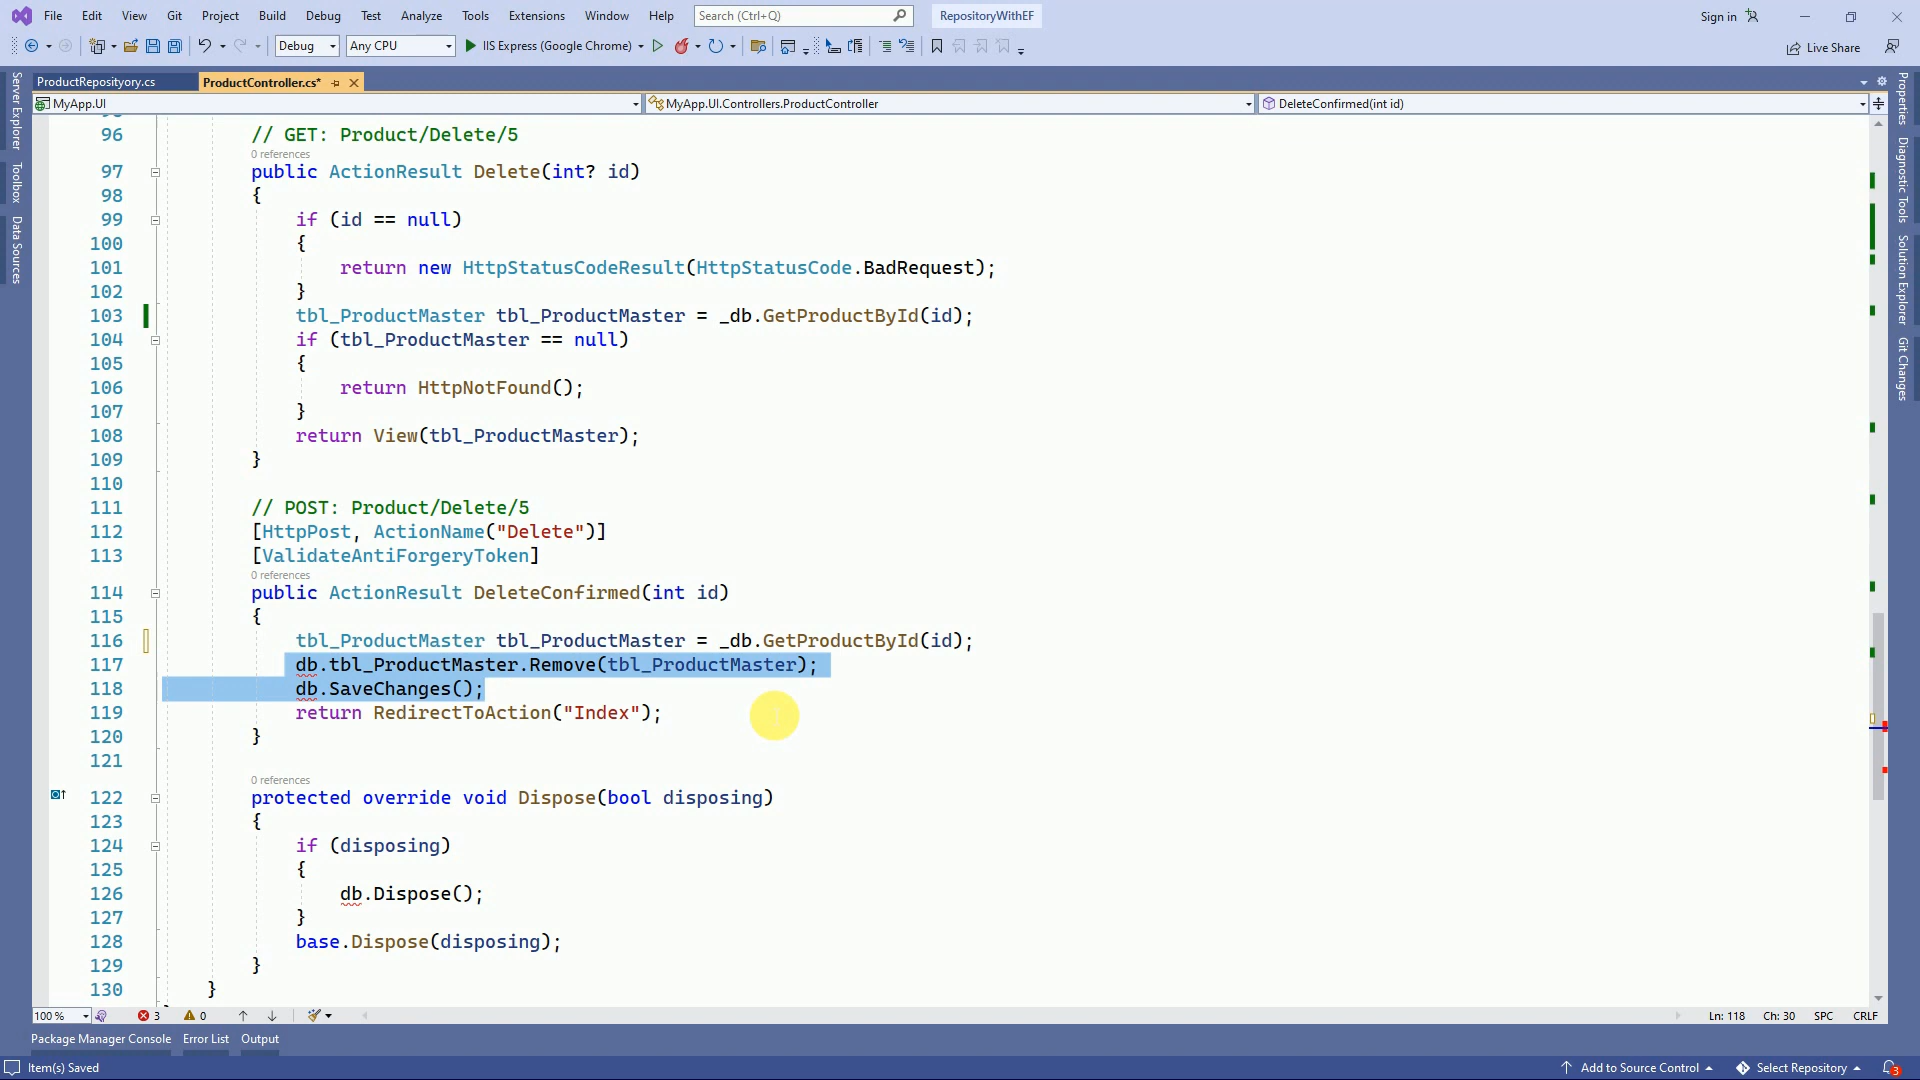 File Edit View Git Project Build Debug Test Analyze Tools Extensions Window Help Search (Ctrl+Q) RepositoryWithEF Sign in
Debug Any CPU IIS Express (Google Chrome) Live Share
ProductReposityory.cs ProductController.cs*
MyApp.UI MyApp.UI.Controllers.ProductController DeleteConfirmed(int id)
Server Explorer
Toolbox
Data Sources
Properties
Diagnostic Tools
Solution Explorer
Git Changes
96 // GET: Product/Delete/5
0 references
97 public ActionResult Delete(int? id)
98 {
99 if (id == null)
100 {
101 return new HttpStatusCodeResult(HttpStatusCode.BadRequest);
102 }
103 tbl_ProductMaster tbl_ProductMaster = _db.GetProductById(id);
104 if (tbl_ProductMaster == null)
105 {
106 return HttpNotFound();
107 }
108 return View(tbl_ProductMaster);
109 }
110
111 // POST: Product/Delete/5
112 [HttpPost, ActionName("Delete")]
113 [ValidateAntiForgeryToken]
0 references
114 public ActionResult DeleteConfirmed(int id)
115 {
116 tbl_ProductMaster tbl_ProductMaster = _db.GetProductById(id);
117 db.tbl_ProductMaster.Remove(tbl_ProductMaster);
118 db.SaveChanges();
119 return RedirectToAction("Index");
120 }
121
0 references
122 protected override void Dispose(bool disposing)
123 {
124 if (disposing)
125 {
126 db.Dispose();
127 }
128 base.Dispose(disposing);
129 }
130 }
100 % 3 0 Ln: 118 Ch: 30 SPC CRLF
Package Manager Console Error List Output
Item(s) Saved Add to Source Control Select Repository 3